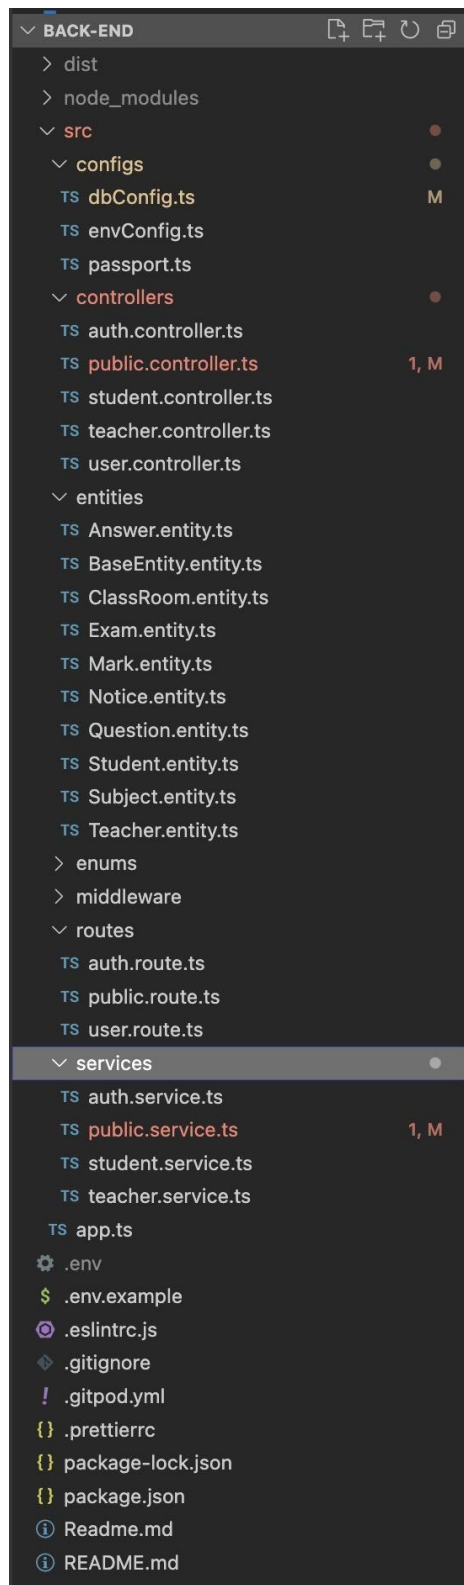 BACK-END
dist
node_modules
src
configs
TS dbConfig.ts M
TS envConfig.ts
TS passport.ts
controllers
TS auth.controller.ts
TS public.controller.ts 1, M
TS student.controller.ts
TS teacher.controller.ts
TS user.controller.ts
entities
TS Answer.entity.ts
TS BaseEntity.entity.ts
TS ClassRoom.entity.ts
TS Exam.entity.ts
TS Mark.entity.ts
TS Notice.entity.ts
TS Question.entity.ts
TS Student.entity.ts
TS Subject.entity.ts
TS Teacher.entity.ts
enums
middleware
routes
TS auth.route.ts
TS public.route.ts
TS user.route.ts
services
TS auth.service.ts
TS public.service.ts 1, M
TS student.service.ts
TS teacher.service.ts
TS app.ts
.env
$ .env.example
.eslintrc.js
.gitignore
! .gitpod.yml
{} .prettierrc
{} package-lock.json
{} package.json
Readme.md
README.md